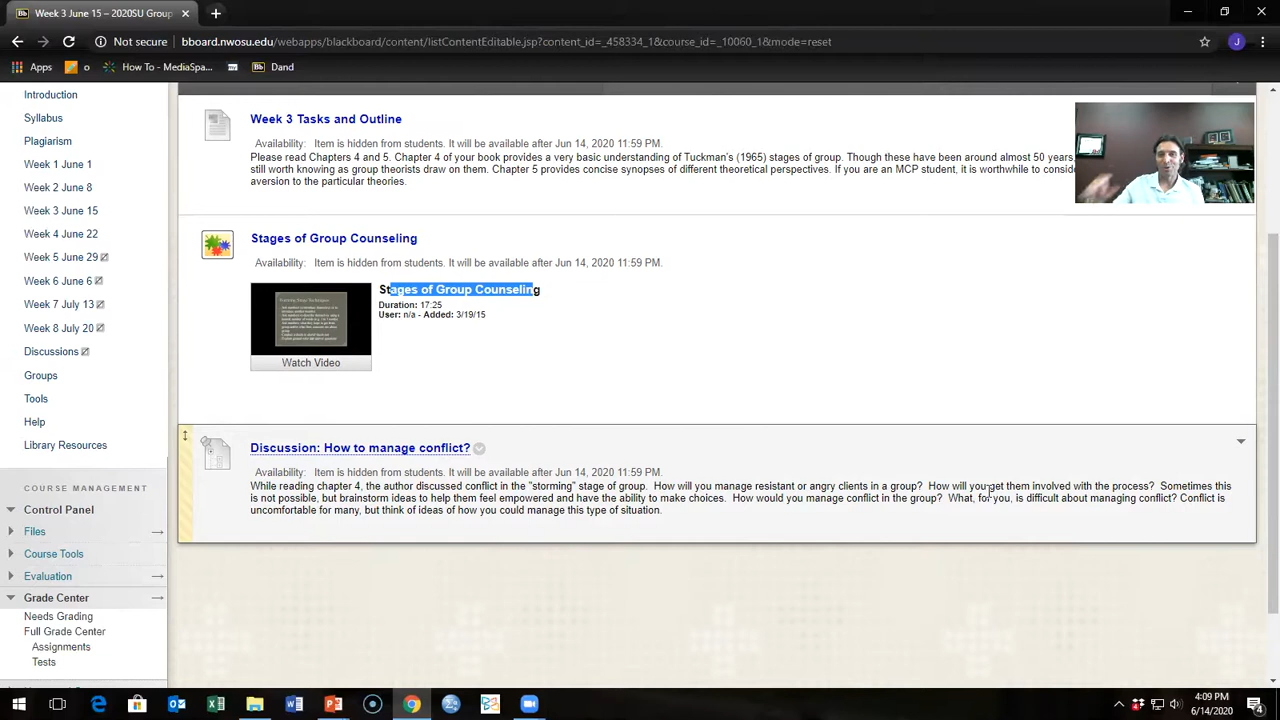 Week 3 June 15 – 2020SU Group
Not secure bboard.nwosu.edu/webapps/blackboard/content/listContentEditable.jsp?content_id=_458334_1&course_id=_10060_1&mode=reset
J
Apps
o
How To - MediaSpa...
Dand
Introduction
Syllabus
Plagiarism
Week 1 June 1
Week 2 June 8
Week 3 June 15
Week 4 June 22
Week 5 June 29
Week 6 June 6
Week 7 July 13
Week 8 July 20
Discussions
Groups
Tools
Help
Library Resources
COURSE MANAGEMENT
Control Panel
Files
Course Tools
Evaluation
Grade Center
Needs Grading
Full Grade Center
Assignments
Tests
Week 3 Tasks and Outline
Availability: Item is hidden from students. It will be available after Jun 14, 2020 11:59 PM.
Please read Chapters 4 and 5. Chapter 4 of your book provides a very basic understanding of Tuckman's (1965) stages of group. Though these have been around almost 50 years,
still worth knowing as group theorists draw on them. Chapter 5 provides concise synopses of different theoretical perspectives. If you are an MCP student, it is worthwhile to
aversion to the particular theories.
Stages of Group Counseling
Availability: Item is hidden from students. It will be available after Jun 14, 2020 11:59 PM.
Stages of Group Counseling
Duration: 17:25
User: n/a - Added: 3/19/15
Watch Video
Discussion: How to manage conflict?
Availability: Item is hidden from students. It will be available after Jun 14, 2020 11:59 PM.
While reading chapter 4, the author discussed conflict in the "storming" stage of group. How will you manage resistant or angry clients in a group? How will you get them involved with the process? Sometimes this
is not possible, but brainstorm ideas to help them feel empowered and have the ability to make choices. How would you manage conflict in the group? What, for you, is difficult about managing conflict? Conflict is
uncomfortable for many, but think of ideas of how you could manage this type of situation.
4:09 PM
6/14/2020
4